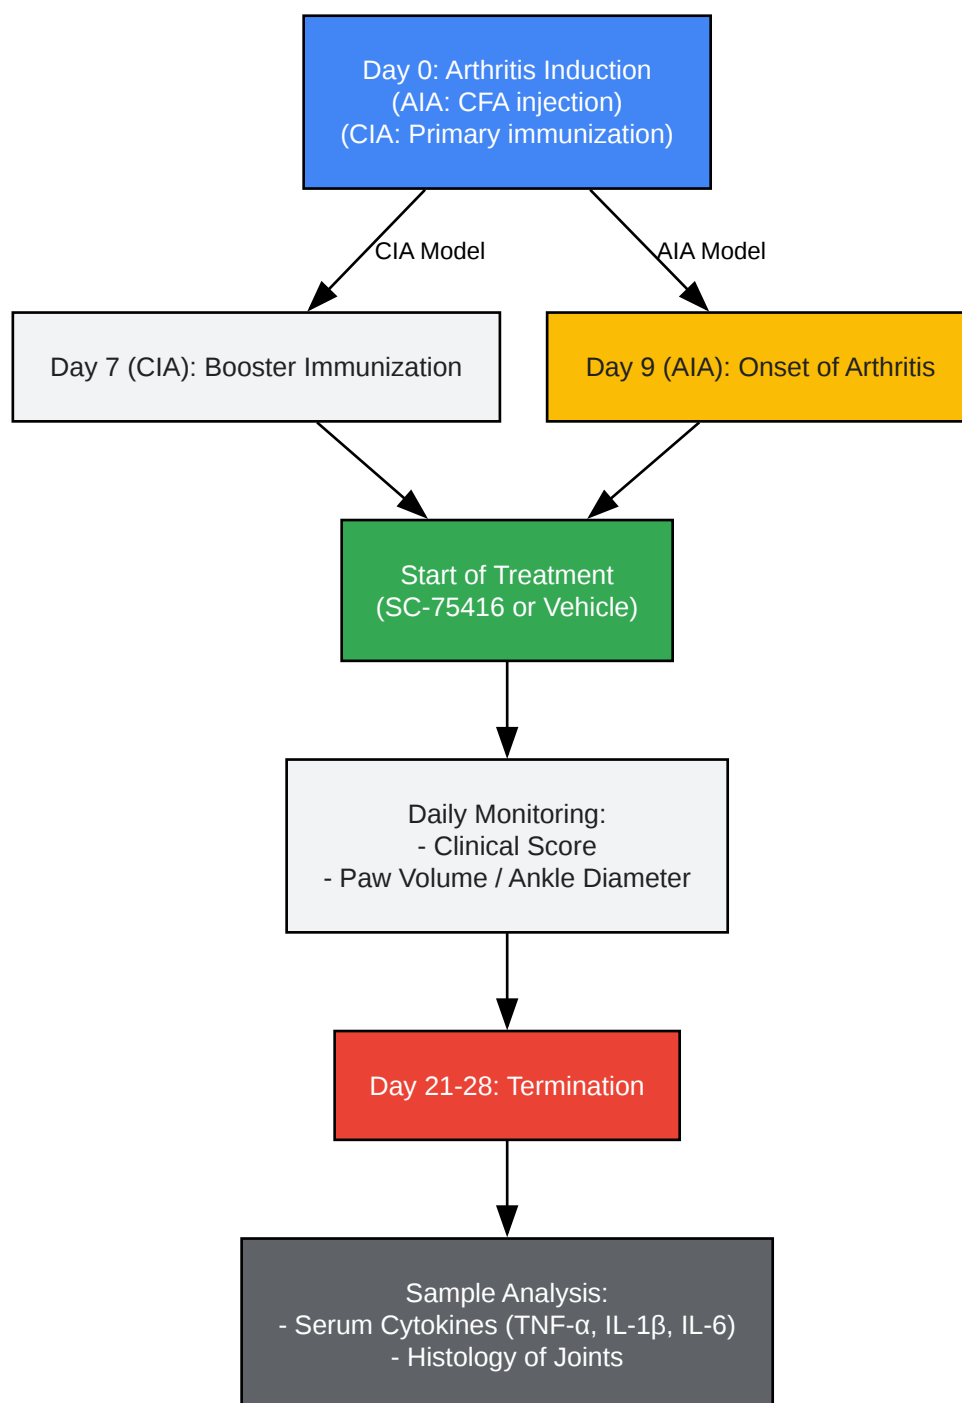 Day 0: Arthritis Induction
(AIA: CFA injection)
(CIA: Primary immunization)
CIA Model
AIA Model
Day 7 (CIA): Booster Immunization
Day 9 (AIA): Onset of Arthritis
Start of Treatment
(SC-75416 or Vehicle)
Daily Monitoring:
- Clinical Score
- Paw Volume / Ankle Diameter
Day 21-28: Termination
Sample Analysis:
- Serum Cytokines (TNF-α, IL-1β, IL-6)
- Histology of Joints